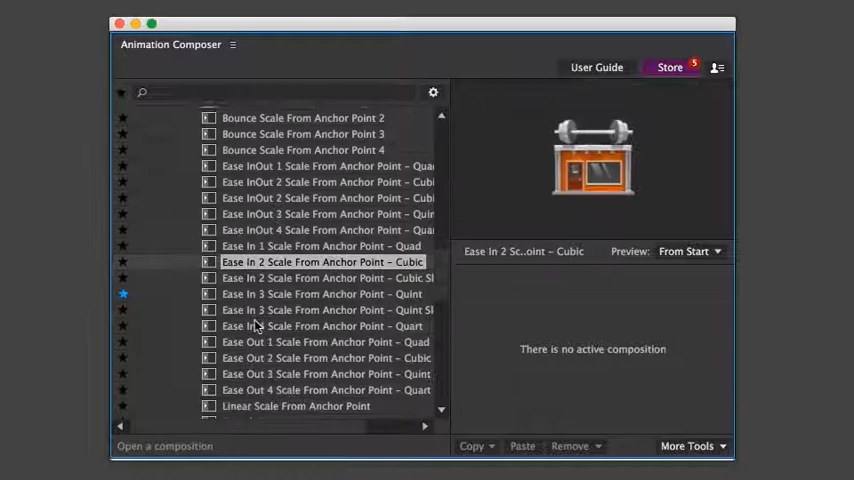 Animation Composer
User Guide
Store
5
Bounce Scale From Anchor Point 2
Bounce Scale From Anchor Point 3
Bounce Scale From Anchor Point 4
Ease InOut 1 Scale From Anchor Point - Quad
Ease InOut 2 Scale From Anchor Point - Cubi
Ease InOut 2 Scale From Anchor Point - Cubi
Ease InOut 3 Scale From Anchor Point - Quin
Ease InOut 4 Scale From Anchor Point - Quar
Ease In 1 Scale From Anchor Point - Quad
Ease In 2 Scale From Anchor Point - Cubic
Ease In 2 Scale From Anchor Point - Cubic Sl
Ease In 3 Scale From Anchor Point - Quint
Ease In 3 Scale From Anchor Point - Quint Sl
Ease In Scale From Anchor Point - Quart
Ease Out 1 Scale From Anchor Point - Quad
Ease Out 2 Scale From Anchor Point - Cubic
Ease Out 3 Scale From Anchor Point - Quint
Ease Out 4 Scale From Anchor Point - Quart
Linear Scale From Anchor Point
Ease In 2 Sc..oint - Cubic
Preview: From Start
There is no active composition
Open a composition
Copy
Paste
Remove
More Tools